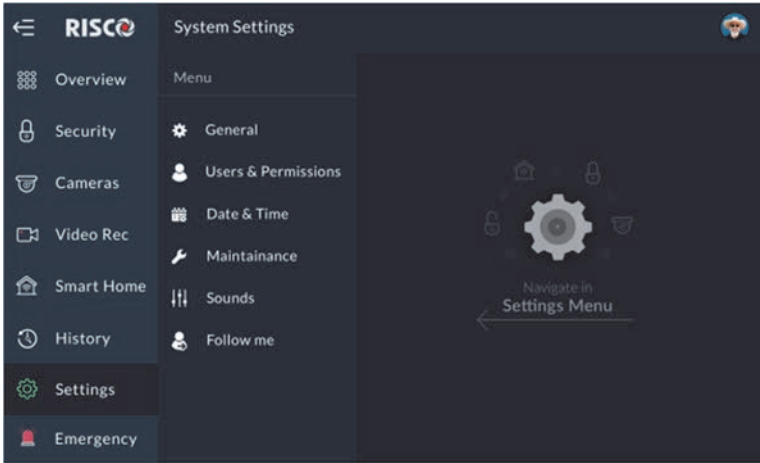 RISCO
System Settings
Overview
Security
Cameras
Video Rec
Smart Home
History
Settings
Emergency
Menu
General
Users & Permissions
Date & Time
Maintainance
Sounds
Follow me
Navigate in
Settings Menu